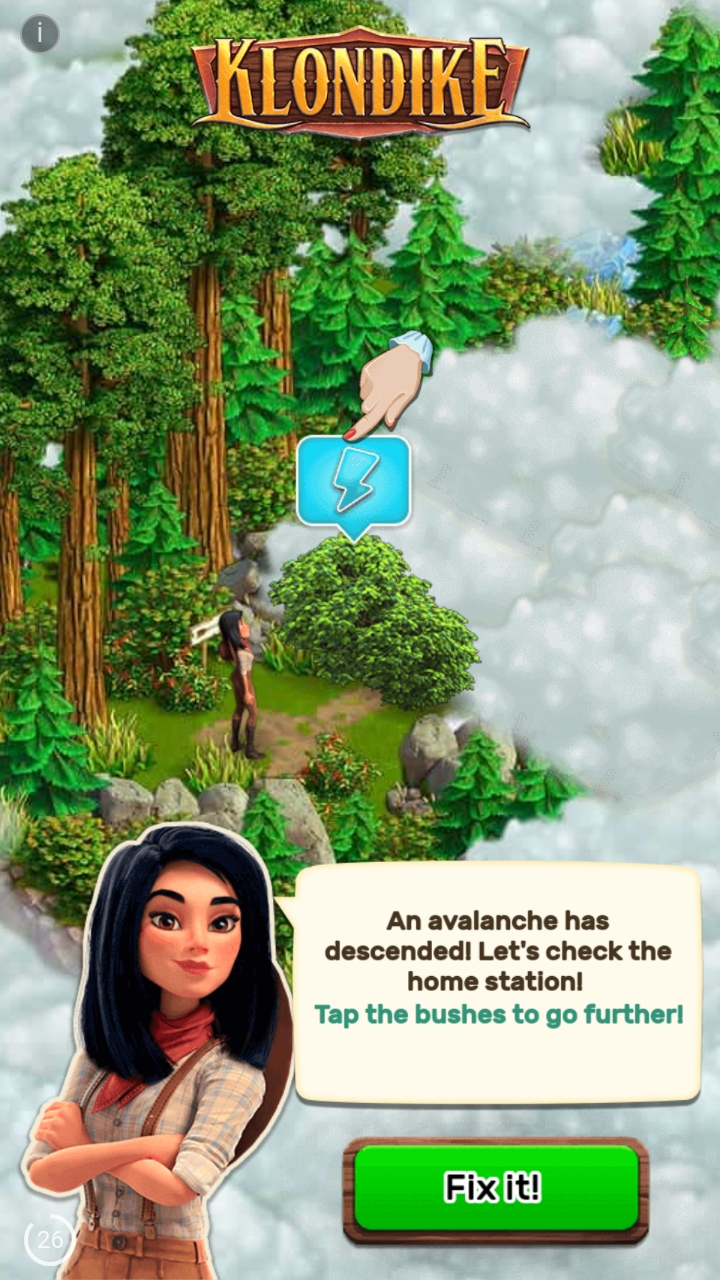 i
KLONDIKE
An avalanche has
descended! Let's check the
home station!
Tap the bushes to go further!
Fix it!
26